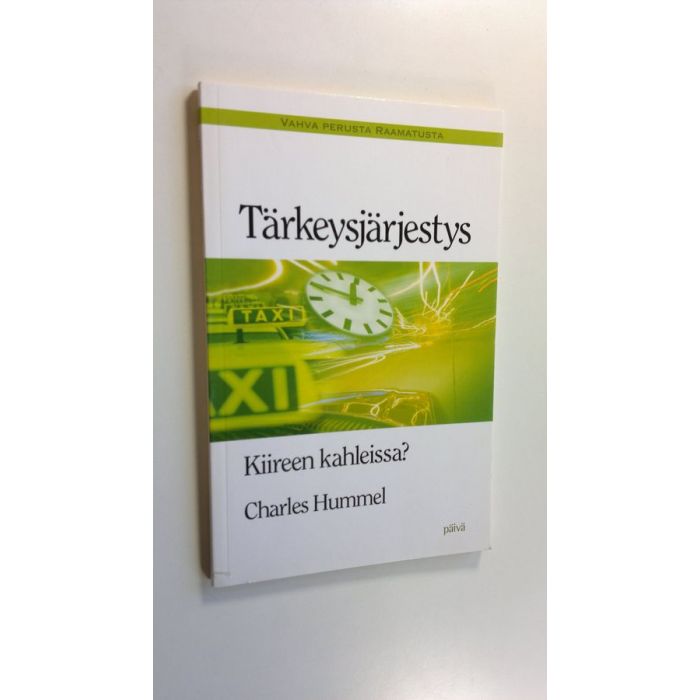 VAHVA PERUSTA RAAMATUSTA
Tärkeysjärjestys
TAXI
AXI
Kiireen kahleissa?
Charles Hummel
päivä